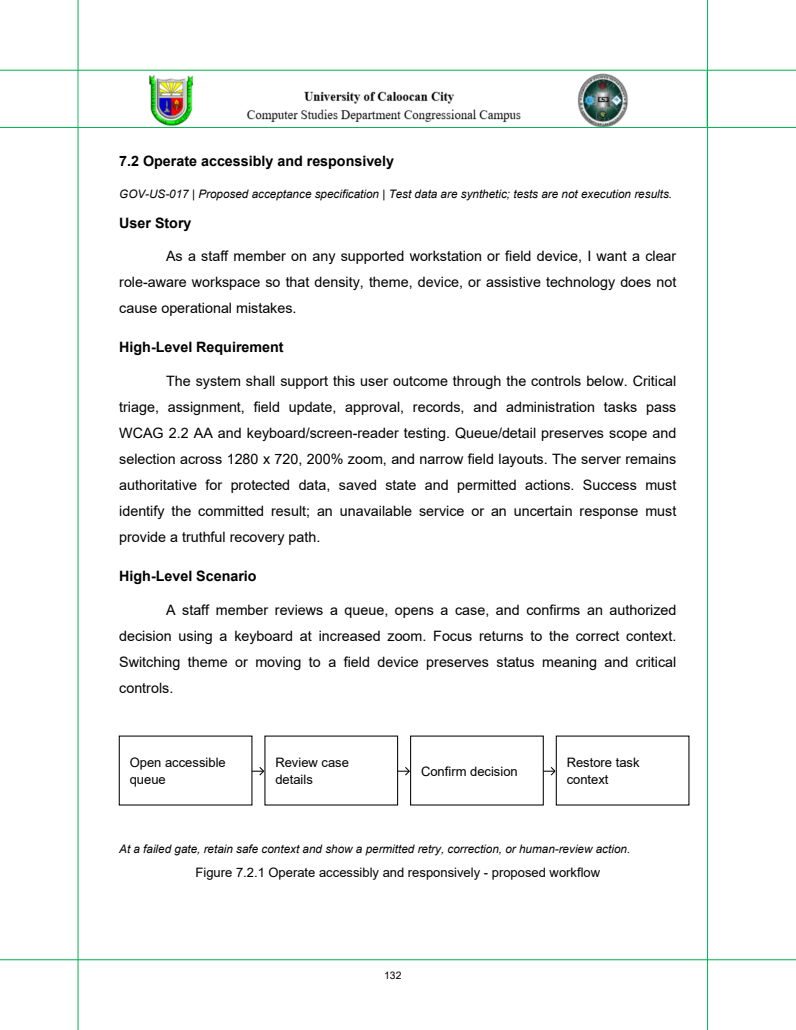 University of Caloocan City
Computer Studies Department Congressional Campus
7.2 Operate accessibly and responsively
GOV-US-017 | Proposed acceptance specification | Test data are synthetic; tests are not execution results.
User Story
As a staff member on any supported workstation or field device, I want a clear
role-aware workspace so that density, theme, device, or assistive technology does not
cause operational mistakes.
High-Level Requirement
The system shall support this user outcome through the controls below. Critical
triage, assignment, field update, approval, records, and administration tasks pass
WCAG 2.2 AA and keyboard/screen-reader testing. Queue/detail preserves scope and
selection across 1280 x 720, 200% zoom, and narrow field layouts. The server remains
authoritative for protected data, saved state and permitted actions. Success must
identify the committed result; an unavailable service or an uncertain response must
provide a truthful recovery path.
High-Level Scenario
A staff member reviews a queue, opens a case, and confirms an authorized
decision using a keyboard at increased zoom. Focus returns to the correct context.
Switching theme or moving to a field device preserves status meaning and critical
controls.
Open accessible
queue
Review case
details
Confirm decision
Restore task
context
At a failed gate, retain safe context and show a permitted retry, correction, or human-review action.
Figure 7.2.1 Operate accessibly and responsively - proposed workflow
132